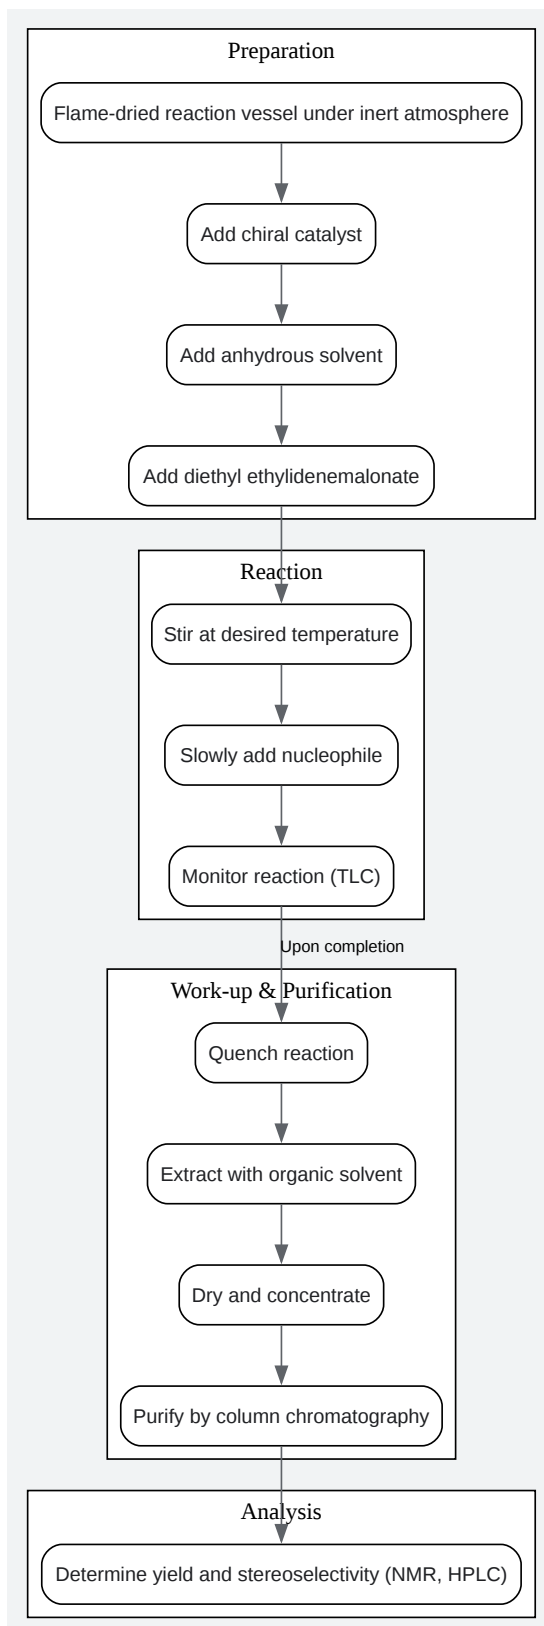 Preparation
Flame-dried reaction vessel under inert atmosphere
Add chiral catalyst
Add anhydrous solvent
Add diethyl ethylidenemalonate
Reaction
Stir at desired temperature
Slowly add nucleophile
Monitor reaction (TLC)
Upon completion
Work-up & Purification
Quench reaction
Extract with organic solvent
Dry and concentrate
Purify by column chromatography
Analysis
Determine yield and stereoselectivity (NMR, HPLC)